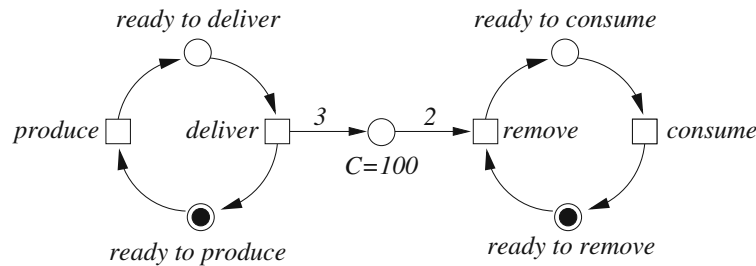 ready to deliver
ready to consume
produce
deliver
3
2
remove
consume
C=100
ready to produce
ready to remove